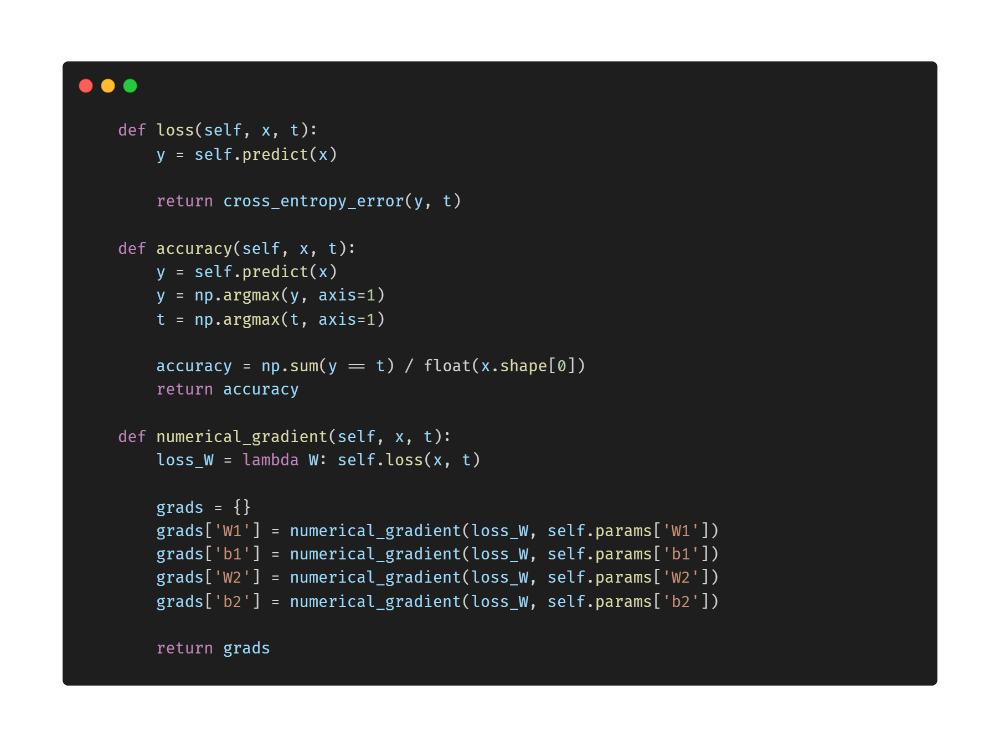 def loss(self, x, t):
    y = self.predict(x)

    return cross_entropy_error(y, t)

def accuracy(self, x, t):
    y = self.predict(x)
    y = np.argmax(y, axis=1)
    t = np.argmax(t, axis=1)

    accuracy = np.sum(y == t) / float(x.shape[0])
    return accuracy

def numerical_gradient(self, x, t):
    loss_W = lambda W: self.loss(x, t)

    grads = {}
    grads['W1'] = numerical_gradient(loss_W, self.params['W1'])
    grads['b1'] = numerical_gradient(loss_W, self.params['b1'])
    grads['W2'] = numerical_gradient(loss_W, self.params['W2'])
    grads['b2'] = numerical_gradient(loss_W, self.params['b2'])

    return grads